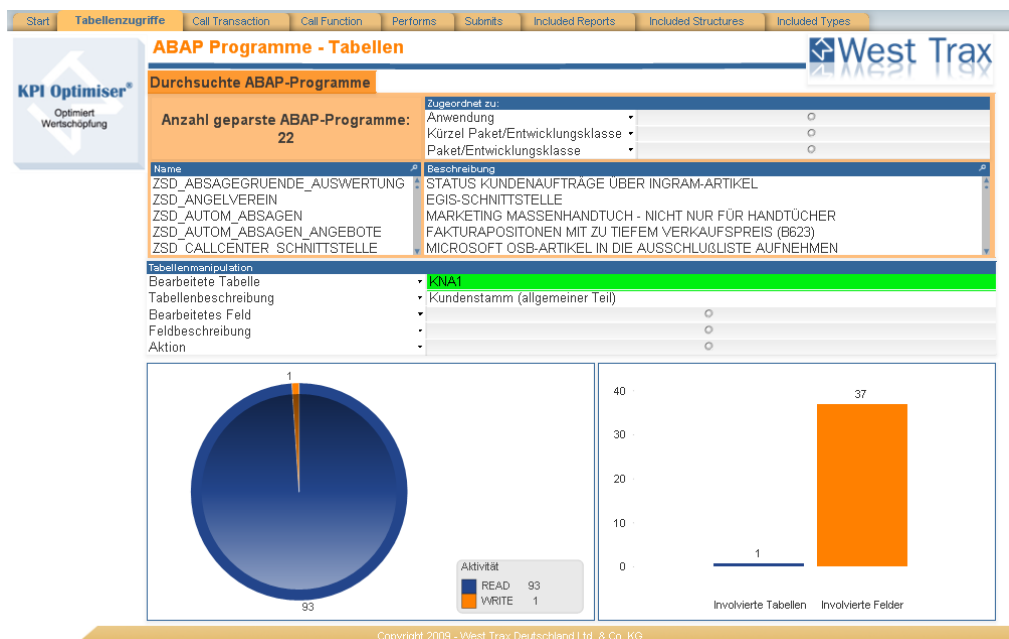 Start Tabellenzugriffe Call Transaction Call Function Performs Submits Included Reports Included Structures Included Types
ABAP Programme - Tabellen
West Trax
KPI Optimiser®
Optimiert
Wertschöpfung
Durchsuchte ABAP-Programme
Anzahl geparste ABAP-Programme:
22
Zugeordnet zu:
Anwendung
Kürzel Paket/Entwicklungsklasse
Paket/Entwicklungsklasse
Name Beschreibung
ZSD_ABSAGEGRUENDE_AUSWERTUNG STATUS KUNDENAUFTRÄGE ÜBER INGRAM-ARTIKEL
ZSD_ANGELVEREIN EGIS-SCHNITTSTELLE
ZSD_AUTOM_ABSAGEN MARKETING MASSENHANDTUCH - NICHT NUR FÜR HANDTÜCHER
ZSD_AUTOM_ABSAGEN_ANGEBOTE FAKTURAPOSITONEN MIT ZU TIEFEM VERKAUFSPREIS (B623)
ZSD_CALLCENTER_SCHNITTSTELLE MICROSOFT OSB-ARTIKEL IN DIE AUSSCHLUßLISTE AUFNEHMEN
Tabellenmanipulation
Bearbeitete Tabelle KNA1
Tabellenbeschreibung Kundenstamm (allgemeiner Teil)
Bearbeitetes Feld
Feldbeschreibung
Aktion
1
93
Aktivität
READ 93
WRITE 1
40
30
20
10
0
1
37
Involvierte Tabellen Involvierte Felder
Copyright 2009 - West Trax Deutschland Ltd. & Co. KG